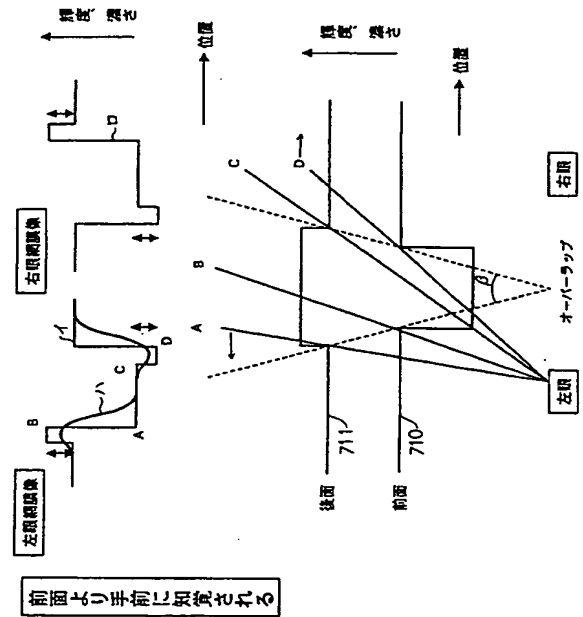 前面より手前に知覚される
左眼網膜像
右眼網膜像
B
A
ハ
C
D
イ
ロ
輝度、濃さ
位置
A
B
C
D
輝度、濃さ
位置
後面
711
前面
710
β
左眼
オーバーラップ
右眼